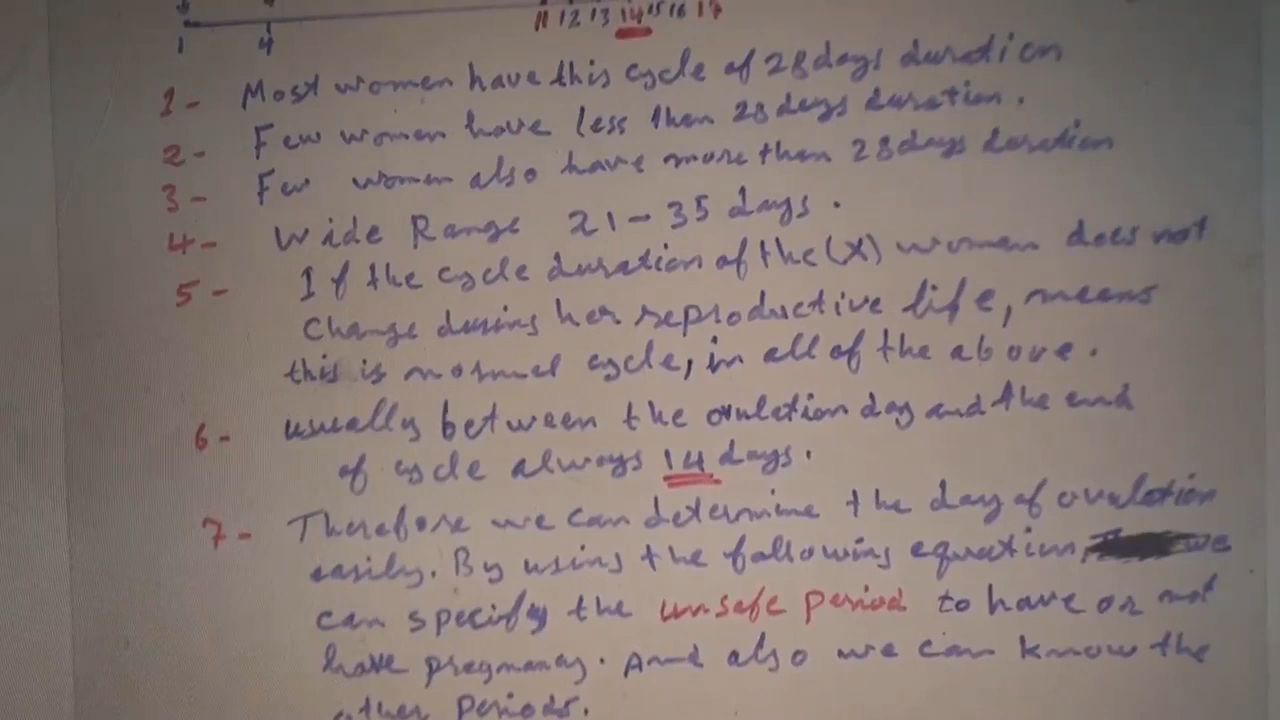 11 12 13 14 15 16 17
1 4
1- Most women have this cycle of 28 days duration
2- Few women have less then 28 days duration.
3- Few women also have more then 28 days duration
4- Wide Range 21-35 days.
5- If the cycle duration of the (X) women does not
change during her reproductive life, means
this is normal cycle, in all of the above.
6- usually between the ovulation day and the end
of cycle always 14 days.
7- Therefore we can determine the day of ovulation
easily. By using the following equation, we
can specify the unsafe period to have or not
have pregnancy. And also we can know the
other periods.